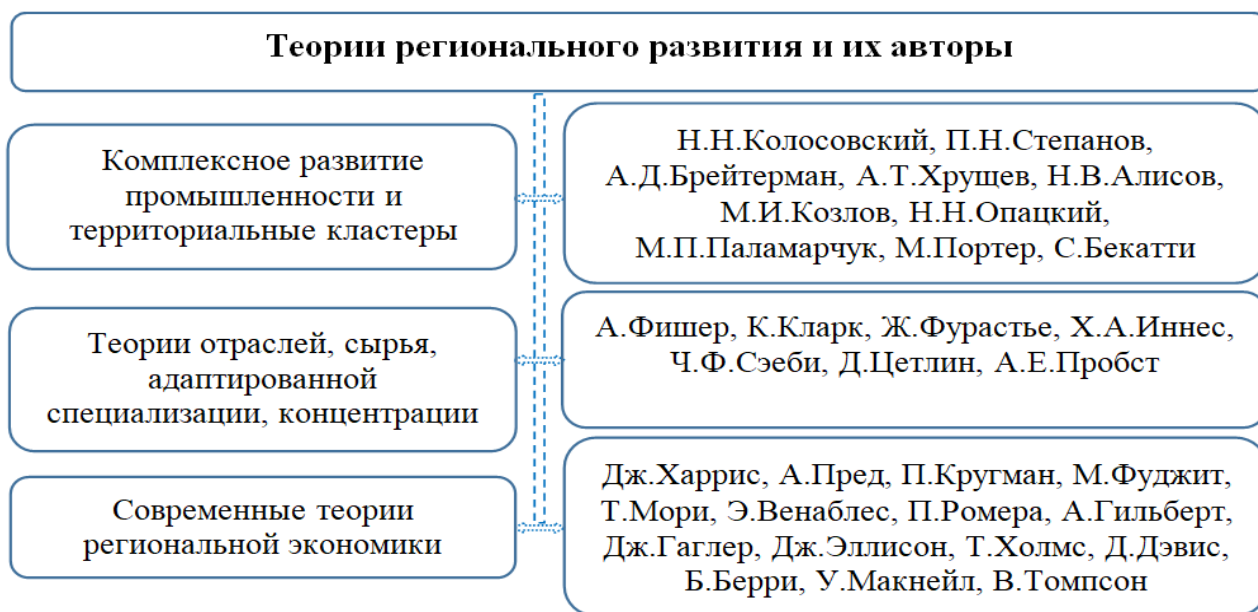 Теории регионального развития и их авторы
Комплексное развитие
промышленности и
территориальные кластеры
Н.Н.Колосовский, П.Н.Степанов,
А.Д.Брейтерман, А.Т.Хрущев, Н.В.Алисов,
М.И.Козлов, Н.Н.Опацкий,
М.П.Паламарчук, М.Портер, С.Бекатти
Теории отраслей, сырья,
адаптированной
специализации, концентрации
А.Фишер, К.Кларк, Ж.Фурастье, Х.А.Иннес,
Ч.Ф.Сэеби, Д.Цетлин, А.Е.Пробст
Современные теории
региональной экономики
Дж.Харрис, А.Пред, П.Кругман, М.Фуджит,
Т.Мори, Э.Венаблес, П.Ромера, А.Гильберт,
Дж.Гаглер, Дж.Эллисон, Т.Холмс, Д.Дэвис,
Б.Берри, У.Макнейл, В.Томпсон